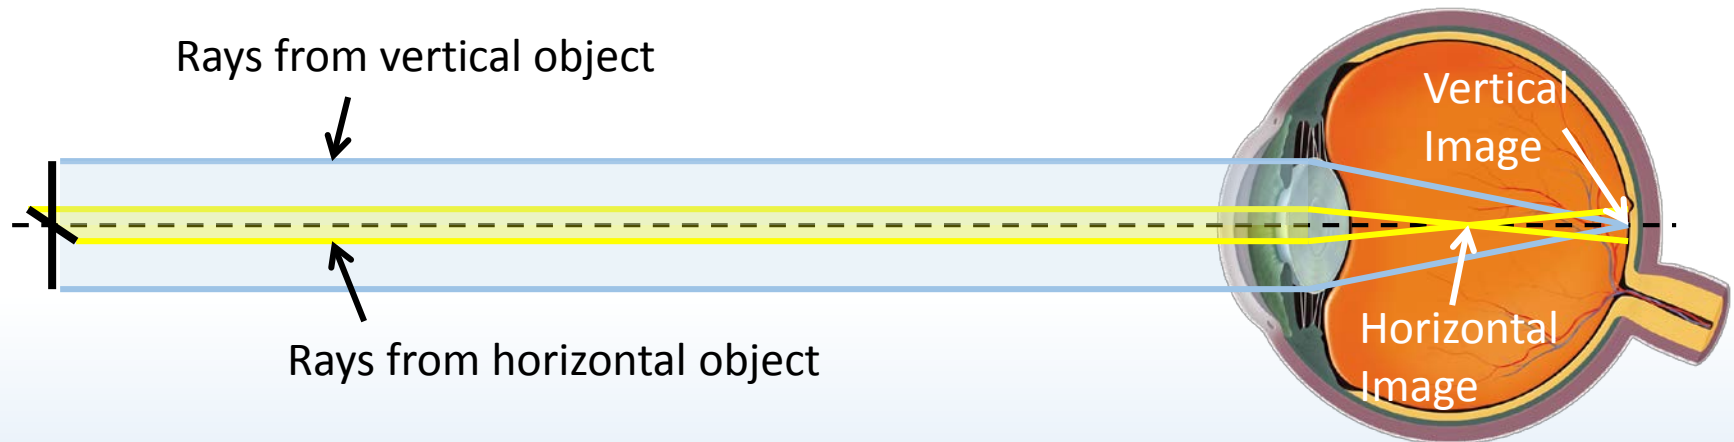 Rays from vertical object
Vertical
Image
Rays from horizontal object
Horizontal
Image